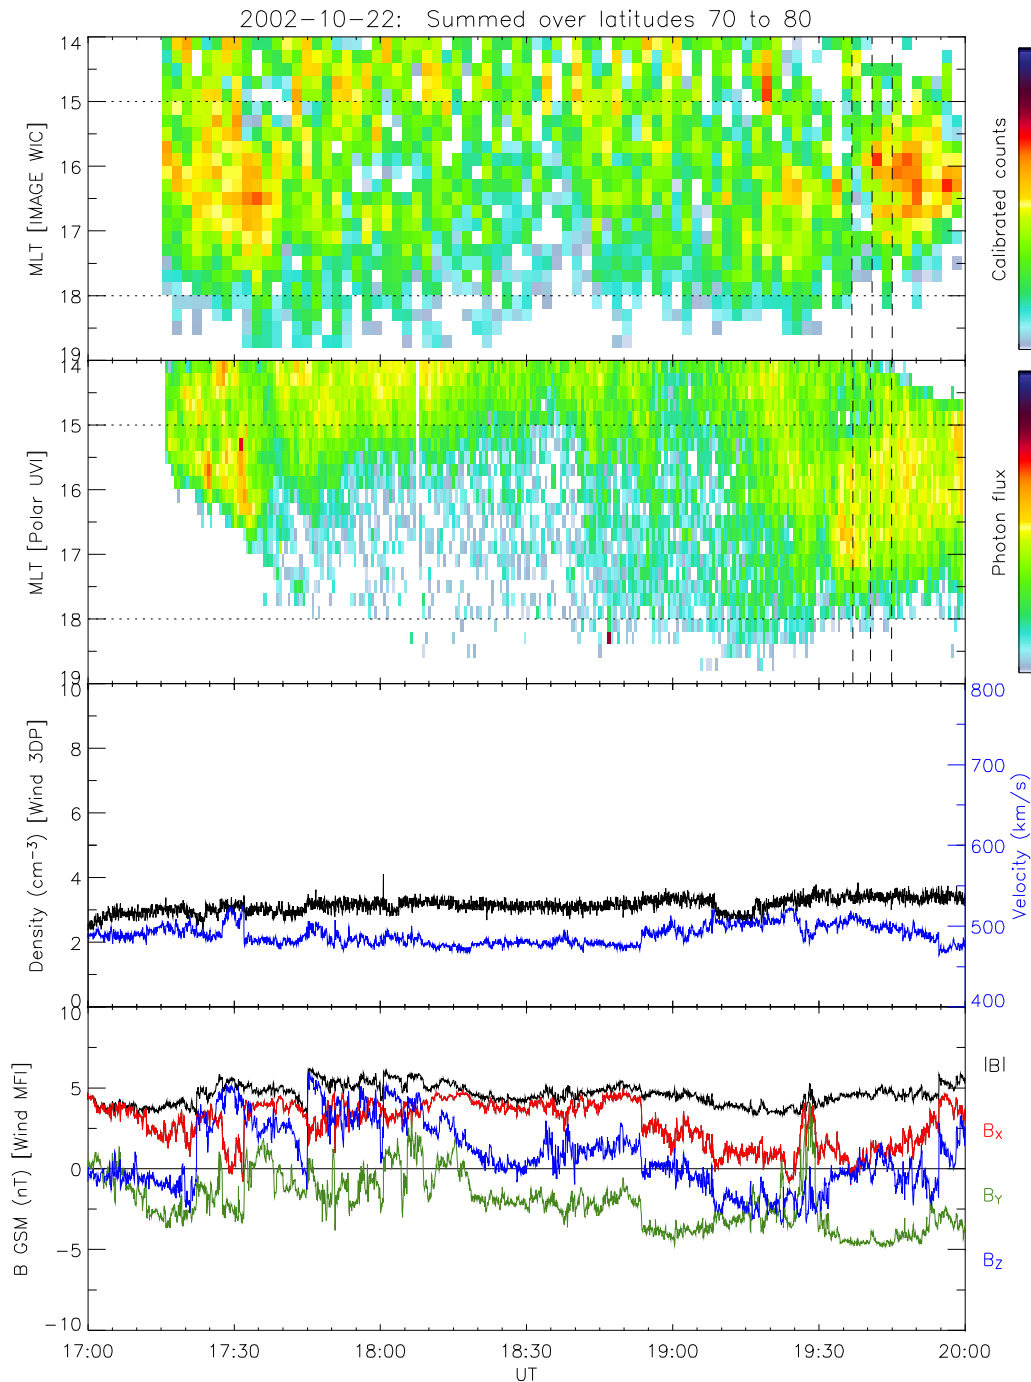 2002-10-22: Summed over latitudes 70 to 80
14
15
16
17
18
19
MLT [IMAGE WIC]
Calibrated counts
14
15
16
17
18
19
MLT [Polar UVI]
Photon flux
10
8
6
4
2
0
Density (cm⁻³) [Wind 3DP]
800
700
600
500
400
Velocity (km/s)
10
5
0
-5
-10
B GSM (nT) [Wind MFI]
|B|
Bx
BY
Bz
17:00 17:30 18:00 18:30 19:00 19:30 20:00
UT